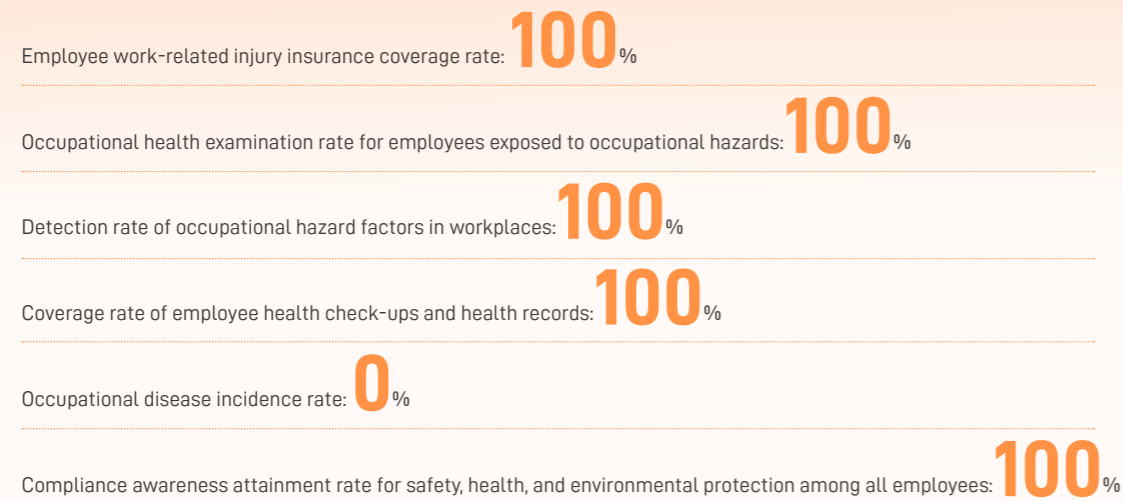 Employee work-related injury insurance coverage rate: 100%
Occupational health examination rate for employees exposed to occupational hazards: 100%
Detection rate of occupational hazard factors in workplaces: 100%
Coverage rate of employee health check-ups and health records: 100%
Occupational disease incidence rate: 0%
Compliance awareness attainment rate for safety, health, and environmental protection among all employees: 100%